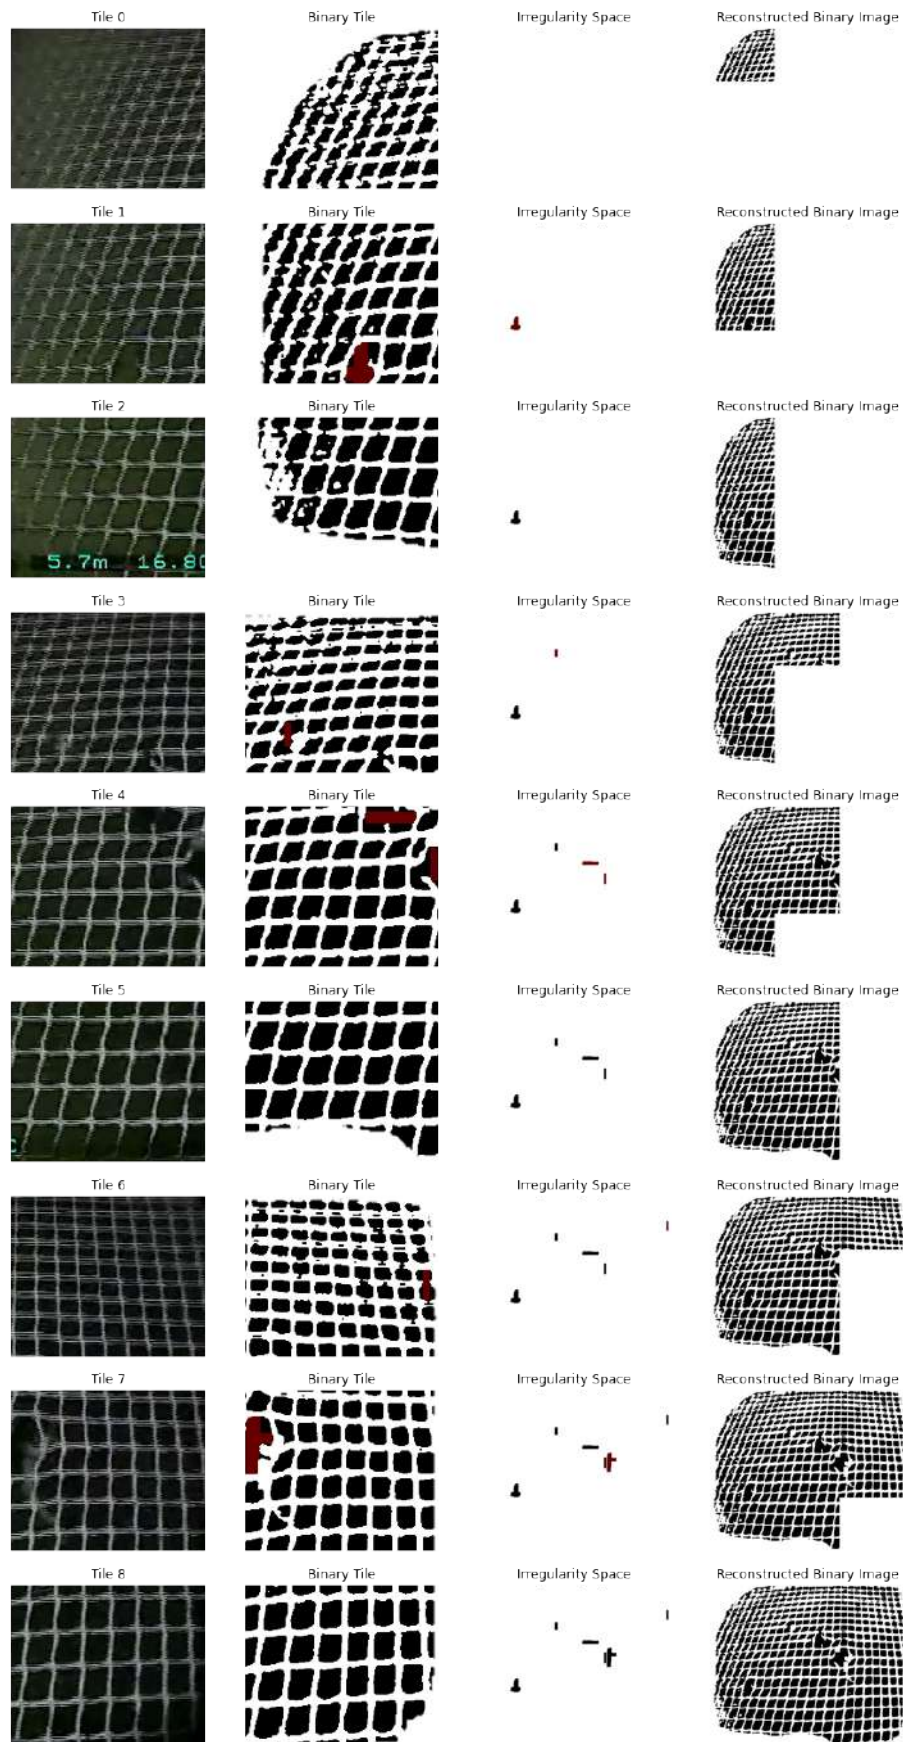 Tile 0 Binary Tile Irregularity Space Reconstructed Binary Image
Tile 1 Binary Tile Irregularity Space Reconstructed Binary Image
Tile 2 Binary Tile Irregularity Space Reconstructed Binary Image
5.7m 16.80
Tile 3 Binary Tile Irregularity Space Reconstructed Binary Image
Tile 4 Binary Tile Irregularity Space Reconstructed Binary Image
Tile 5 Binary Tile Irregularity Space Reconstructed Binary Image
Tile 6 Binary Tile Irregularity Space Reconstructed Binary Image
Tile 7 Binary Tile Irregularity Space Reconstructed Binary Image
Tile 8 Binary Tile Irregularity Space Reconstructed Binary Image